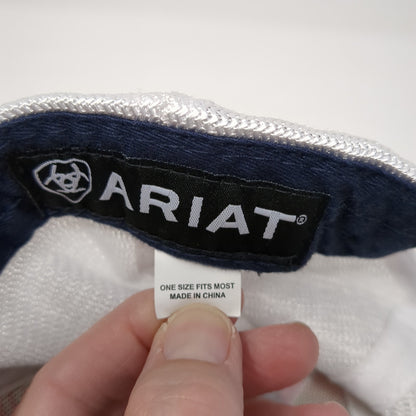 ARIAT®
ONE SIZE FITS MOST
MADE IN CHINA